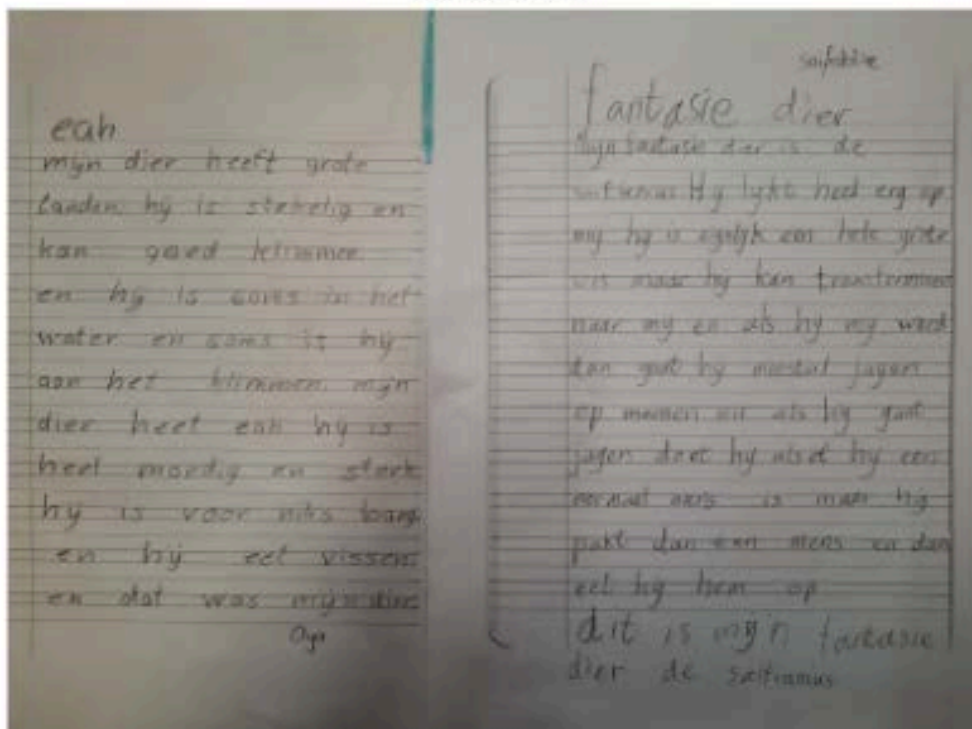 eah
mijn dier heeft grote
tanden hij is stekelig en
kan goed klimmee.
en hij is soms in het
water en soms is hij
aan het klimmen. mijn
dier heet eah hij is
heel moedig en sterk
hij is voor niks bang
en hij eet vissen
en dat was mijn dier
fantasie dier
Mijn fantasie dier is de
Hij lijkt heel erg op
mij hij is eigelijk een hele grote
vis maar hij kan transformeren
naar mij en als hij mij word
dan gaat hij meestal jagen
op mensen en als hij gaat
jagen doet hij alsof hij een
normaal mens is maar hij
pakt dan een mens en dan
eet hij hem op
dit is mijn fantasie
dier de